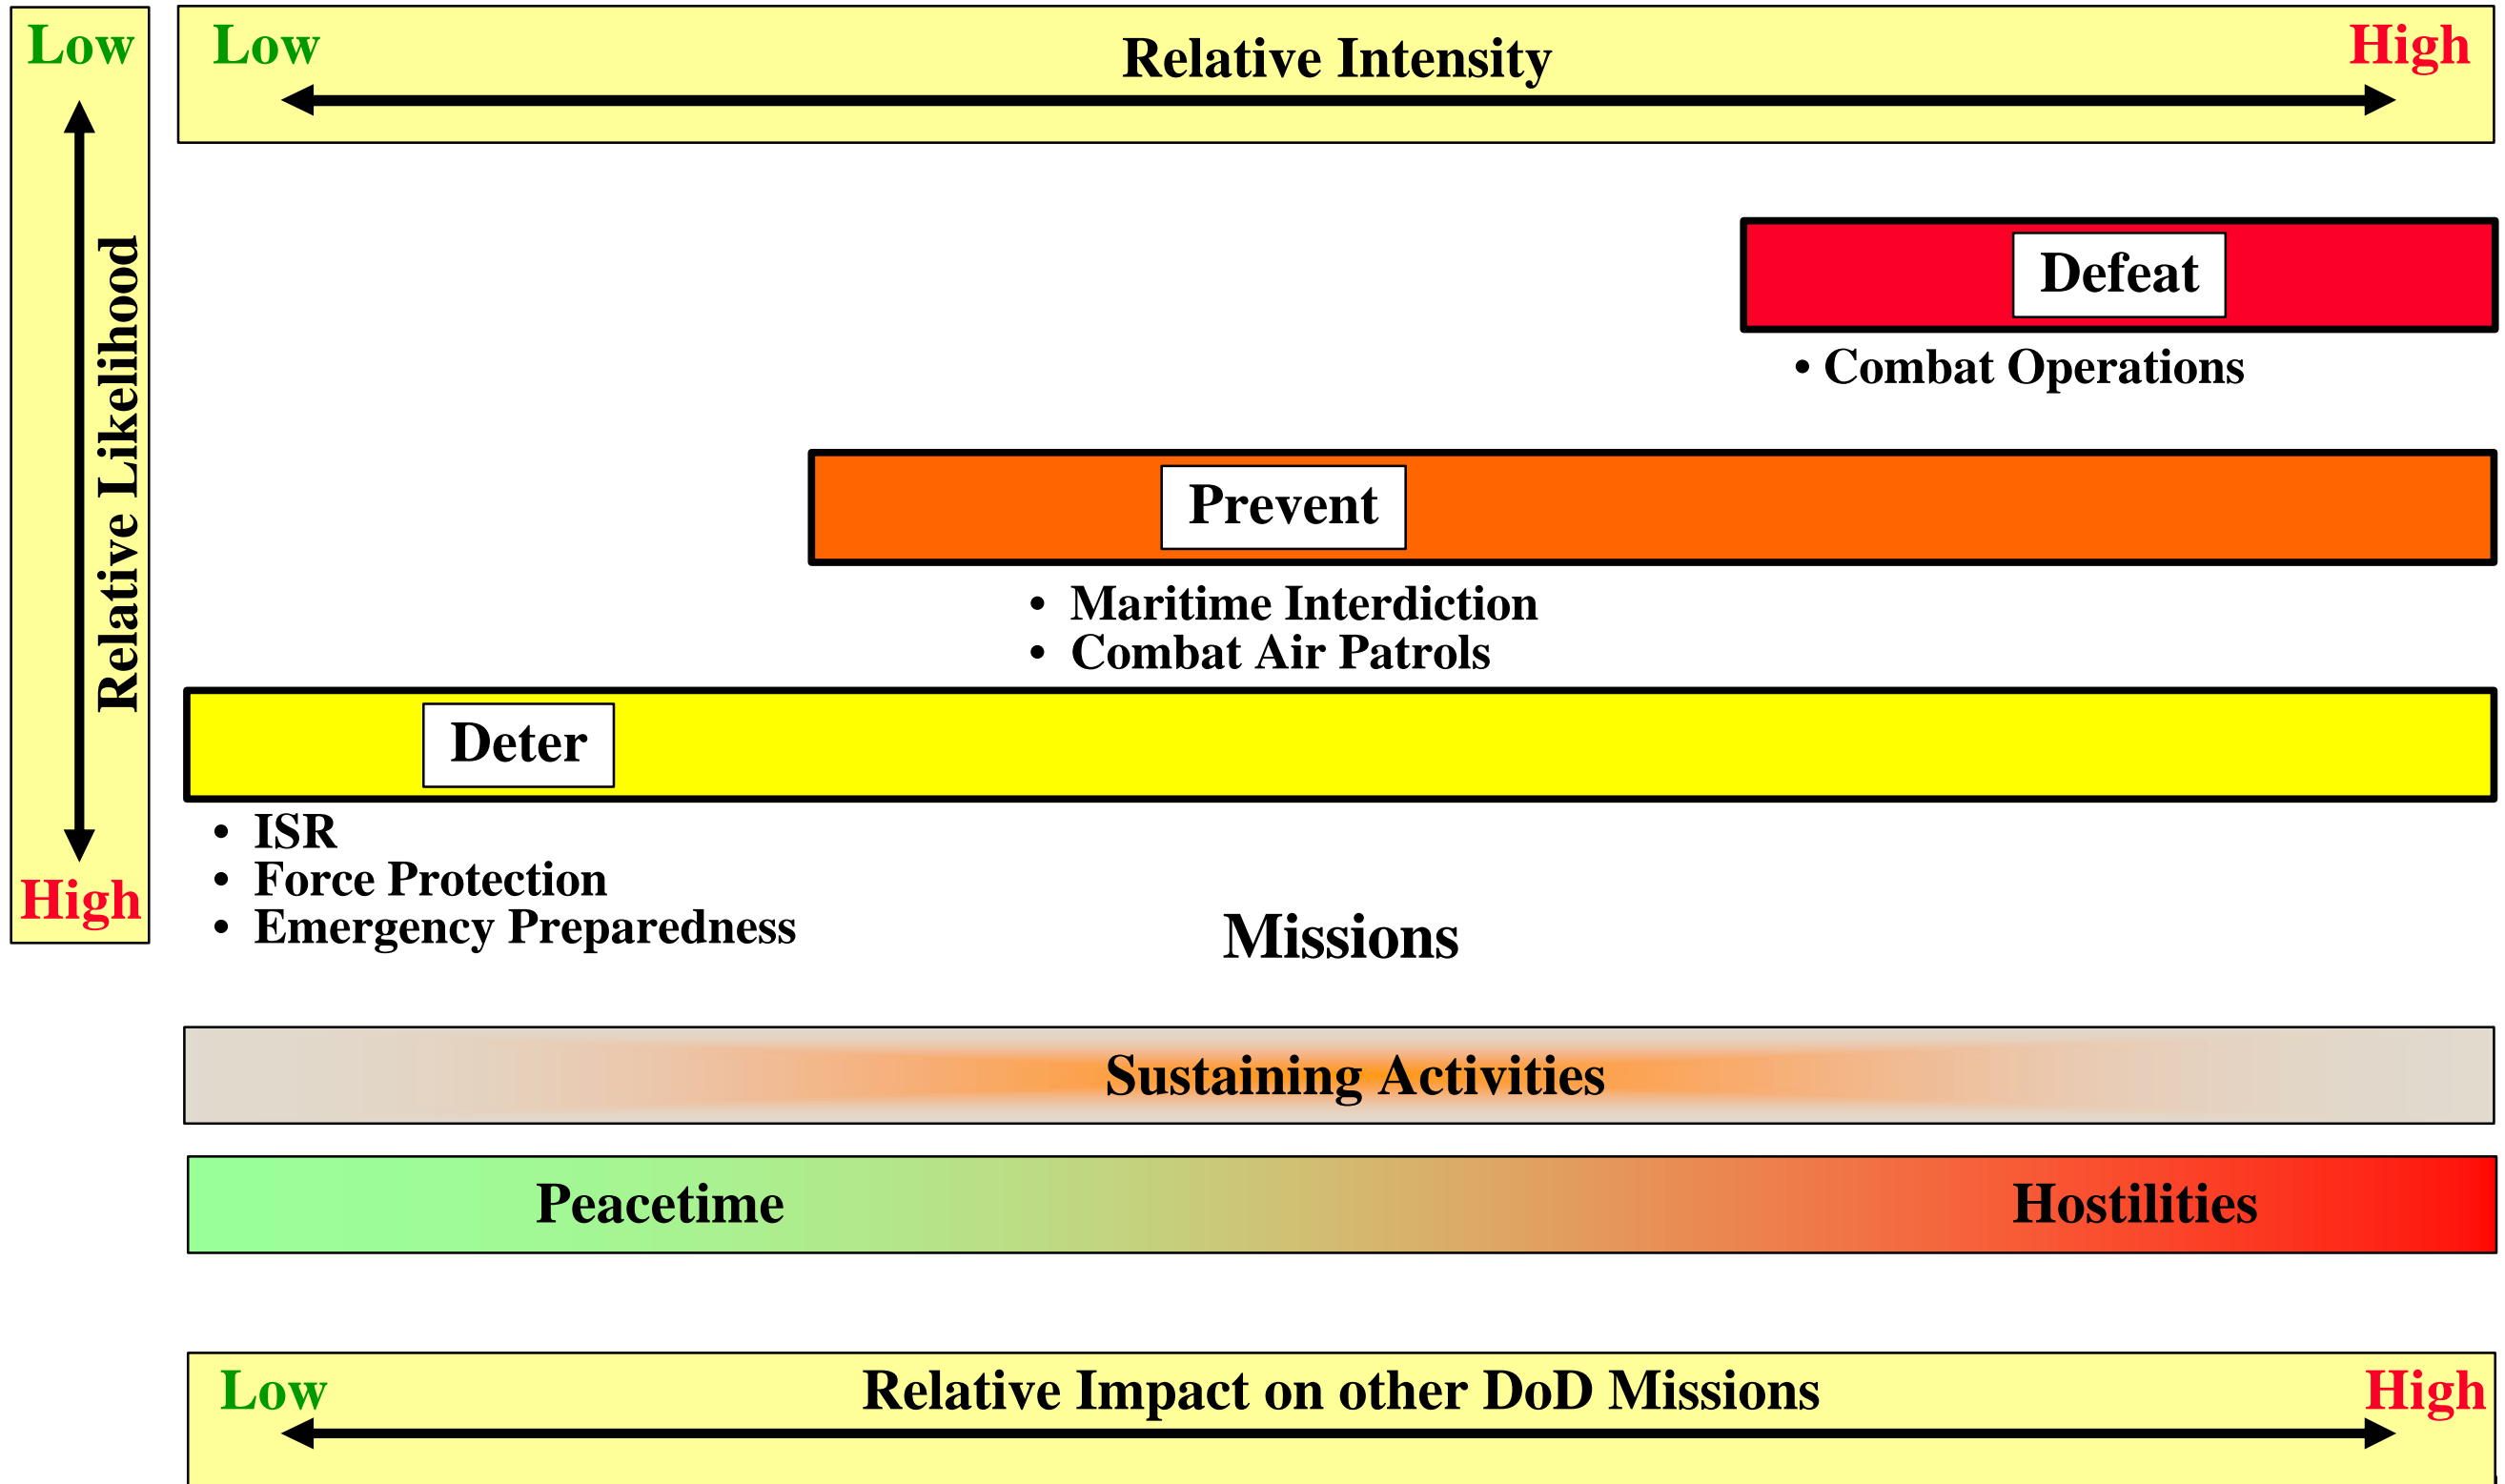 Low
Low
Relative Intensity
High
Relative Likelihood
Defeat
• Combat Operations
Prevent
• Maritime Interdiction
• Combat Air Patrols
Deter
• ISR
• Force Protection
• Emergency Preparedness
High
Missions
Sustaining Activities
Peacetime
Hostilities
Low
Relative Impact on other DoD Missions
High